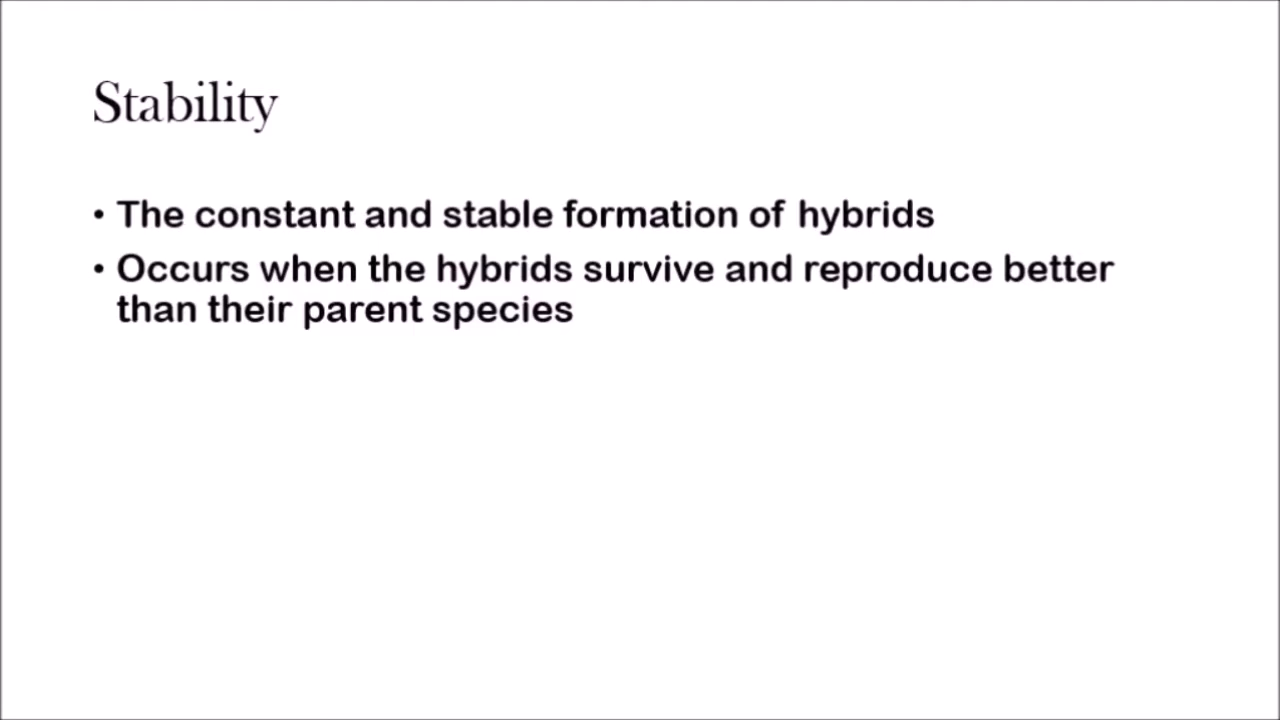 Stability
• The constant and stable formation of hybrids
• Occurs when the hybrids survive and reproduce better
than their parent species